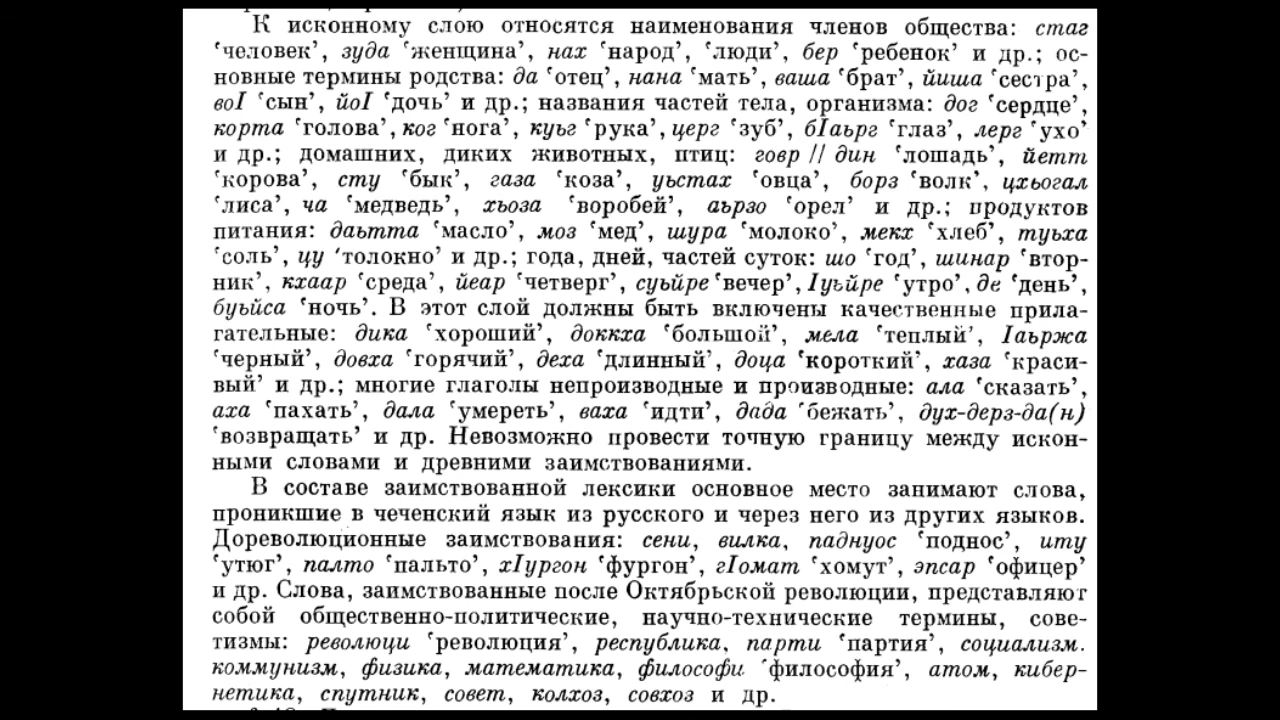 К исконному слою относятся наименования членов общества: стаг
‘человек’, зуда ‘женщина’, нах ‘народ’, ‘люди’, бер ‘ребенок’ и др.; ос-
новные термины родства: да ‘отец’, нана ‘мать’, ваша ‘брат’, йиша ‘сестра’,
воI ‘сын’, йоI ‘дочь’ и др.; названия частей тела, организма: дог ‘сердце’,
корта ‘голова’, ког ‘нога’, куьг ‘рука’, церг ‘зуб’, бIаьрг ‘глаз’, лерг ‘ухо’
и др.; домашних, диких животных, птиц: говр // дин ‘лошадь’, йетт
‘корова’, сту ‘бык’, газа ‘коза’, уьстах ‘овца’, борз ‘волк’, цхьогал
‘лиса’, ча ‘медведь’, хьоза ‘воробей’, аьрзо ‘орел’ и др.; продуктов
питания: даьтта ‘масло’, моз ‘мед’, шура ‘молоко’, мекх ‘хлеб’, туьха
‘соль’, цу ‘толокно’ и др.; года, дней, частей суток: шо ‘год’, шинар ‘втор-
ник’, кхаар ‘среда’, йеар ‘четверг’, суьйре ‘вечер’, Iуьйре ‘утро’, де ‘день’,
буьйса ‘ночь’. В этот слой должны быть включены качественные прила-
гательные: дика ‘хороший’, доккха ‘большой’, мела ‘теплый’, Iаьржа
‘черный’, довха ‘горячий’, деха ‘длинный’, доца ‘короткий’, хаза ‘краси-
вый’ и др.; многие глаголы непроизводные и производные: ала ‘сказать’,
аха ‘пахать’, дала ‘умереть’, ваха ‘идти’, дада ‘бежать’, дух-дерз-да(н)
‘возвращать’ и др. Невозможно провести точную границу между искон-
ными словами и древними заимствованиями.
В составе заимствованной лексики основное место занимают слова,
проникшие в чеченский язык из русского и через него из других языков.
Дореволюционные заимствования: сени, вилка, паднуос ‘поднос’, иту
‘утюг’, палто ‘пальто’, хIургон ‘фургон’, гIомат ‘хомут’, эпсар ‘офицер’
и др. Слова, заимствованные после Октябрьской революции, представляют
собой общественно-политические, научно-технические термины, сове-
тизмы: революци ‘революция’, республика, парти ‘партия’, социализм.
коммунизм, физика, математика, философи ‘философия’, атом, кибер-
нетика, спутник, совет, колхоз, совхоз и др.